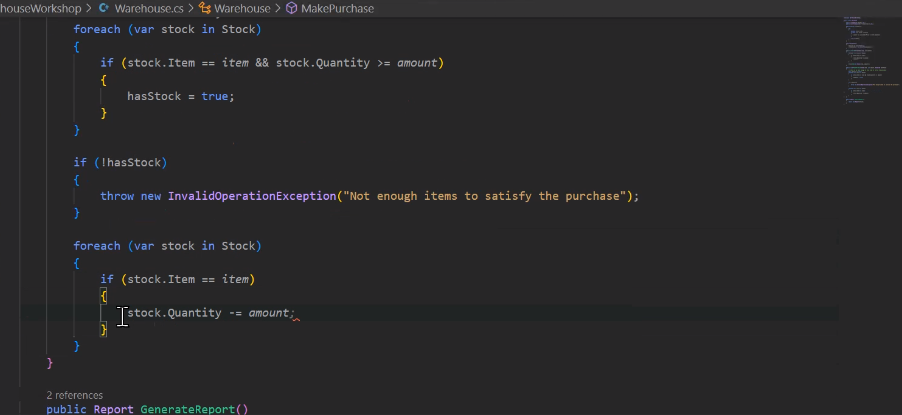 houseWorkshop > Warehouse.cs > Warehouse > MakePurchase
foreach (var stock in Stock)
{
if (stock.Item == item && stock.Quantity >= amount)
{
hasStock = true;
}
}
if (!hasStock)
{
throw new InvalidOperationException("Not enough items to satisfy the purchase");
}
foreach (var stock in Stock)
{
if (stock.Item == item)
{
stock.Quantity -= amount;
}
}
}
2 references
public Report GenerateReport()